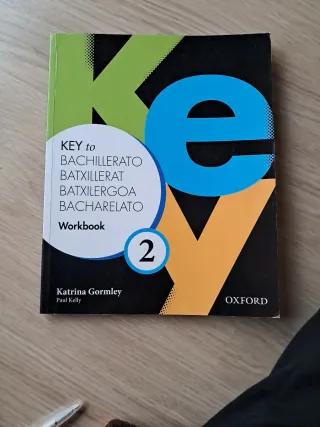 Key
KEY to
BACHILLERATO
BATXILLERAT
BATXILERGOA
BACHARELATO
Workbook
2
Katrina Gormley
Paul Kelly
OXFORD